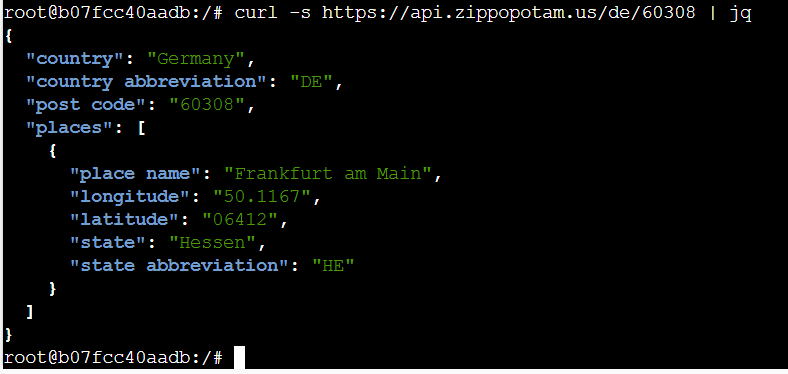 root@b07fcc40aadb:/# curl -s https://api.zippopotam.us/de/60308 | jq
{
  "country": "Germany",
  "country abbreviation": "DE",
  "post code": "60308",
  "places": [
    {
      "place name": "Frankfurt am Main",
      "longitude": "50.1167",
      "latitude": "06412",
      "state": "Hessen",
      "state abbreviation": "HE"
    }
  ]
}
root@b07fcc40aadb:/#